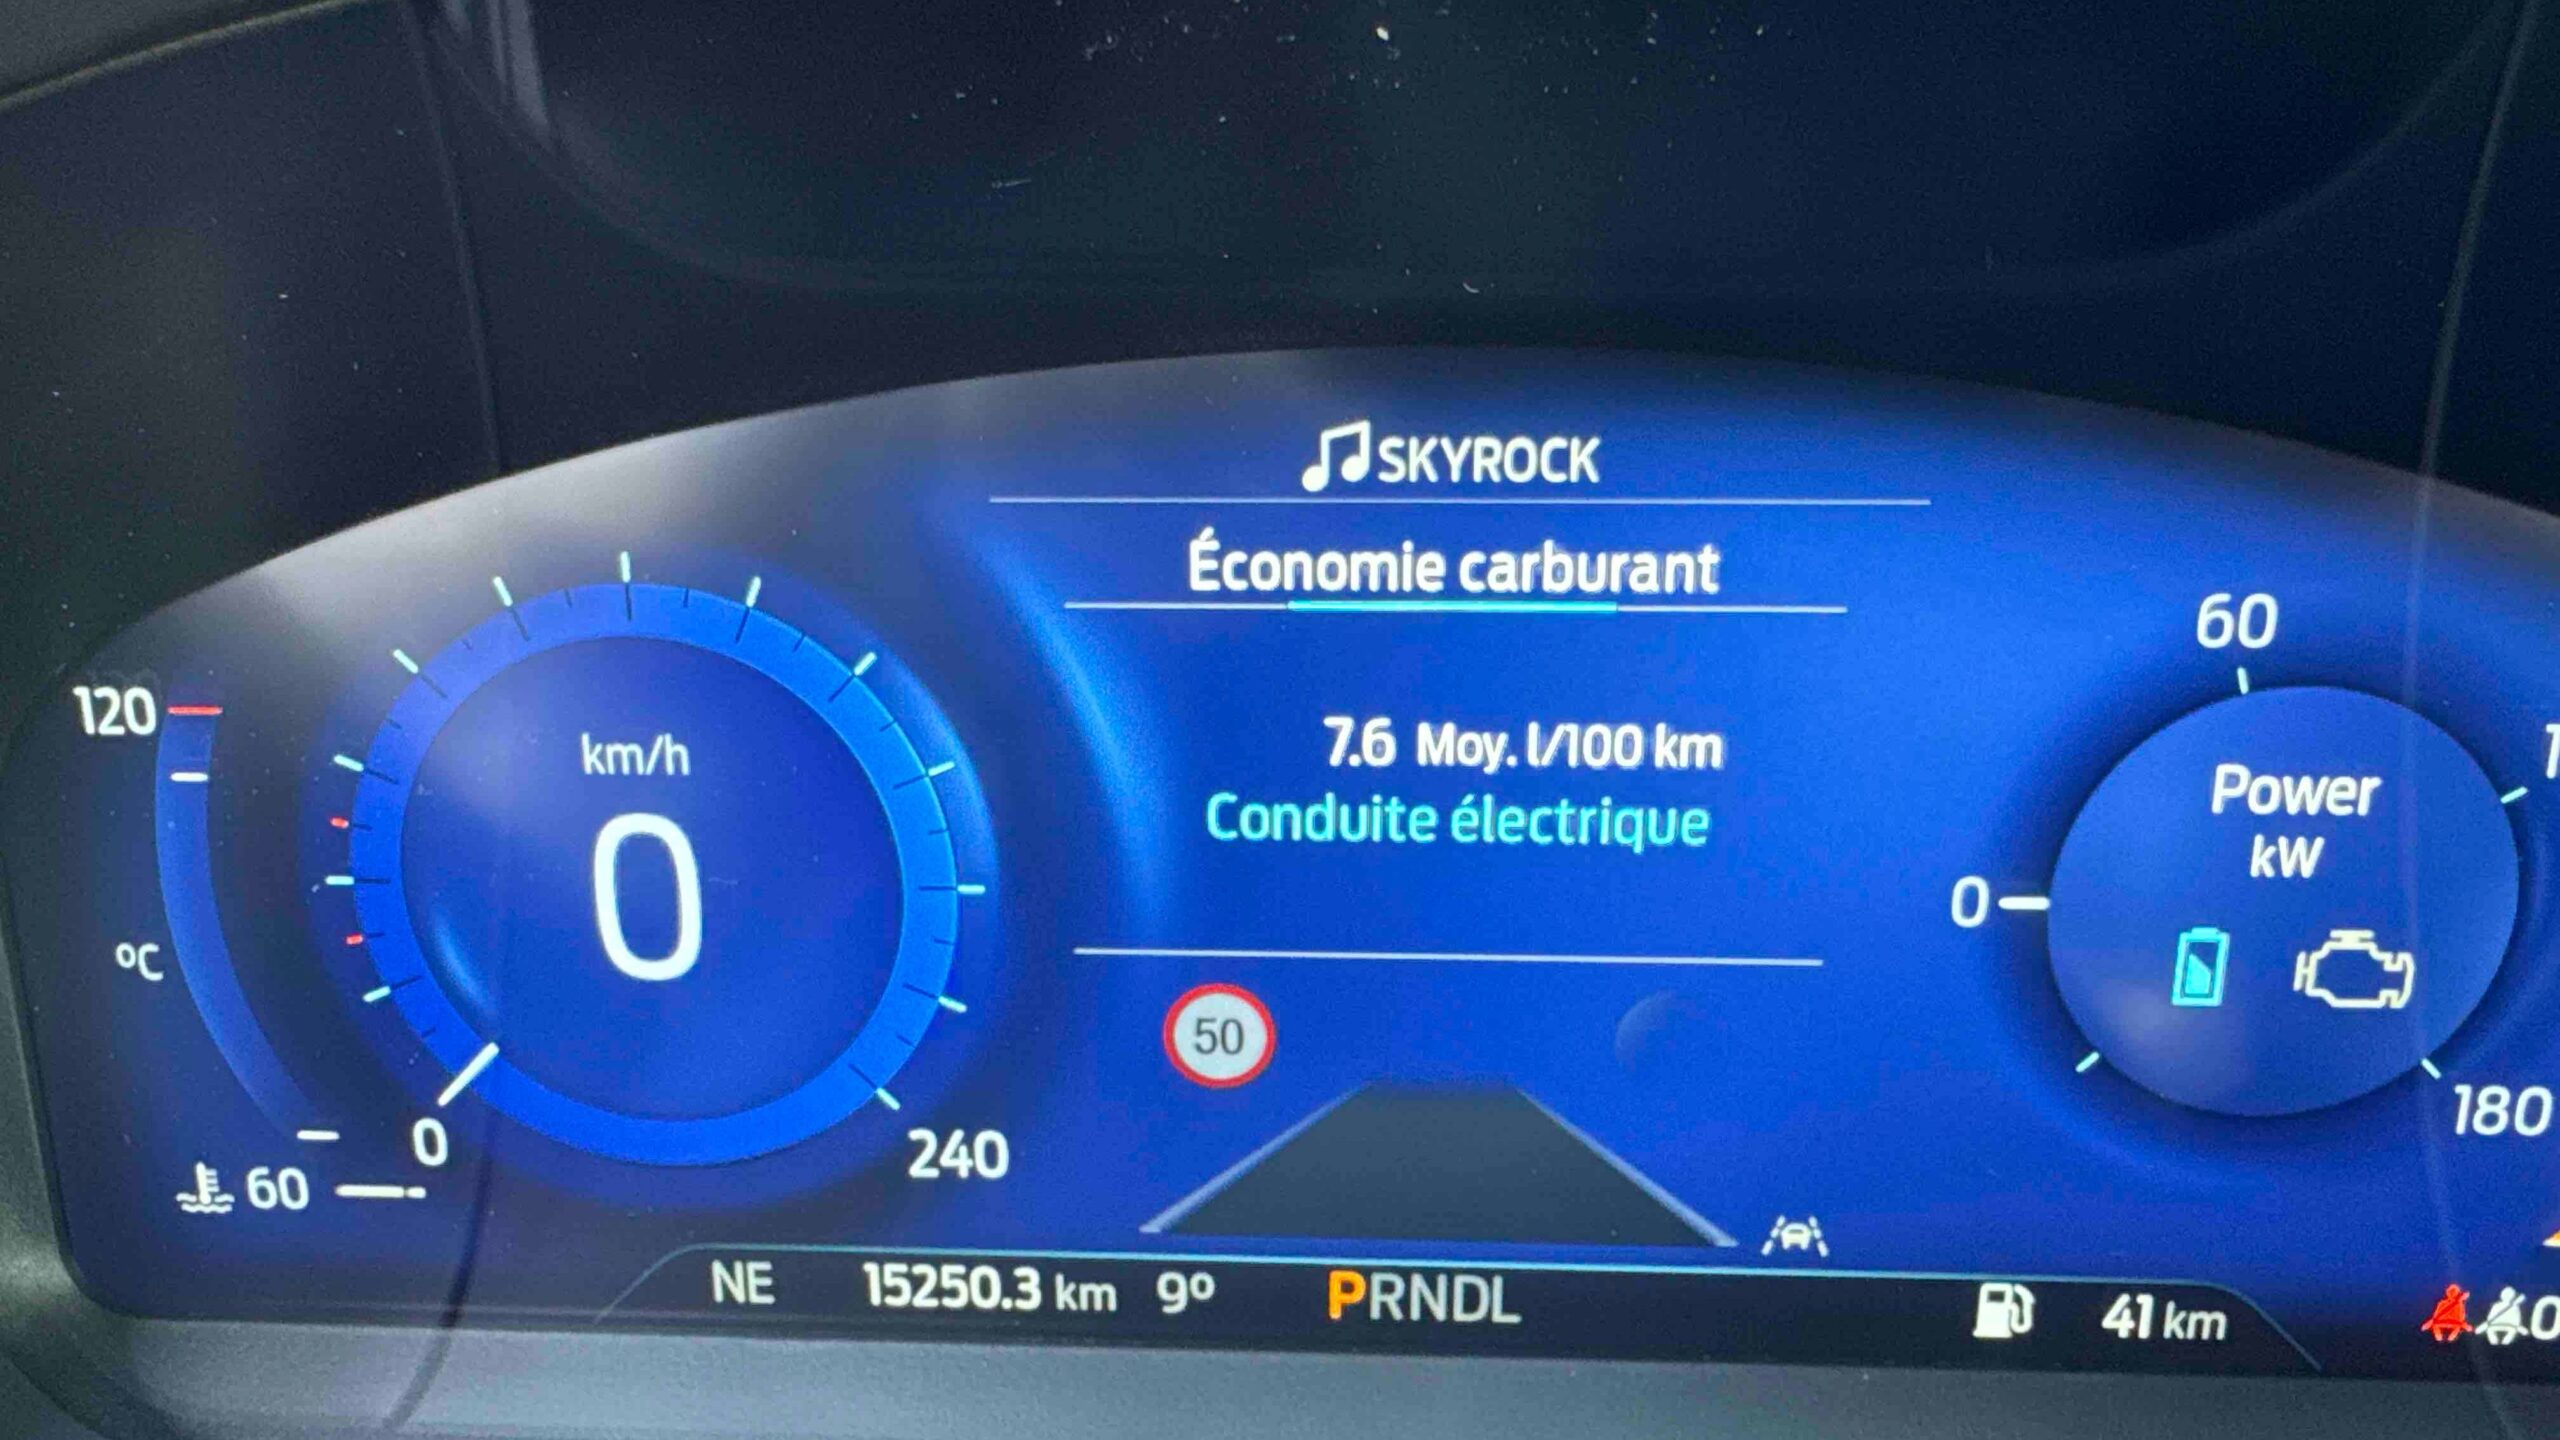 SKYROCK
Économie carburant
7.6 Moy. l/100 km
Conduite électrique
120
km/h
0
°C
60
0
240
50
60
Power
kW
0
180
NE 15250.3 km 9° PRNDL 41 km